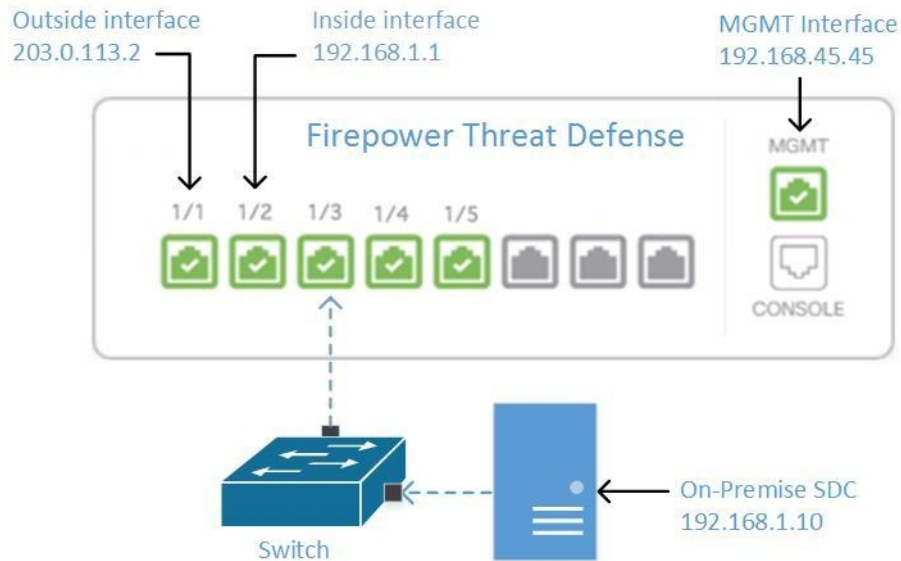 Outside interface
203.0.113.2
Inside interface
192.168.1.1
MGMT Interface
192.168.45.45
Firepower Threat Defense
MGMT
1/1 1/2 1/3 1/4 1/5
CONSOLE
On-Premise SDC
192.168.1.10
Switch